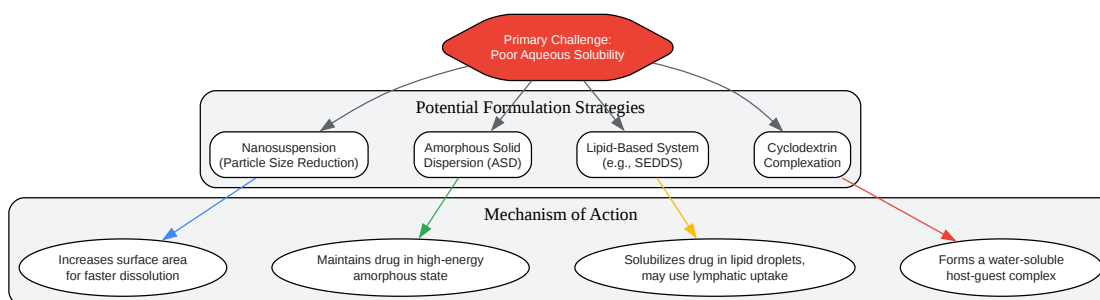 Primary Challenge:
Poor Aqueous Solubility
Potential Formulation Strategies
Nanosuspension
(Particle Size Reduction)
Amorphous Solid
Dispersion (ASD)
Lipid-Based System
(e.g., SEDDS)
Cyclodextrin
Complexation
Mechanism of Action
Increases surface area
for faster dissolution
Maintains drug in high-energy
amorphous state
Solubilizes drug in lipid droplets,
may use lymphatic uptake
Forms a water-soluble
host-guest complex